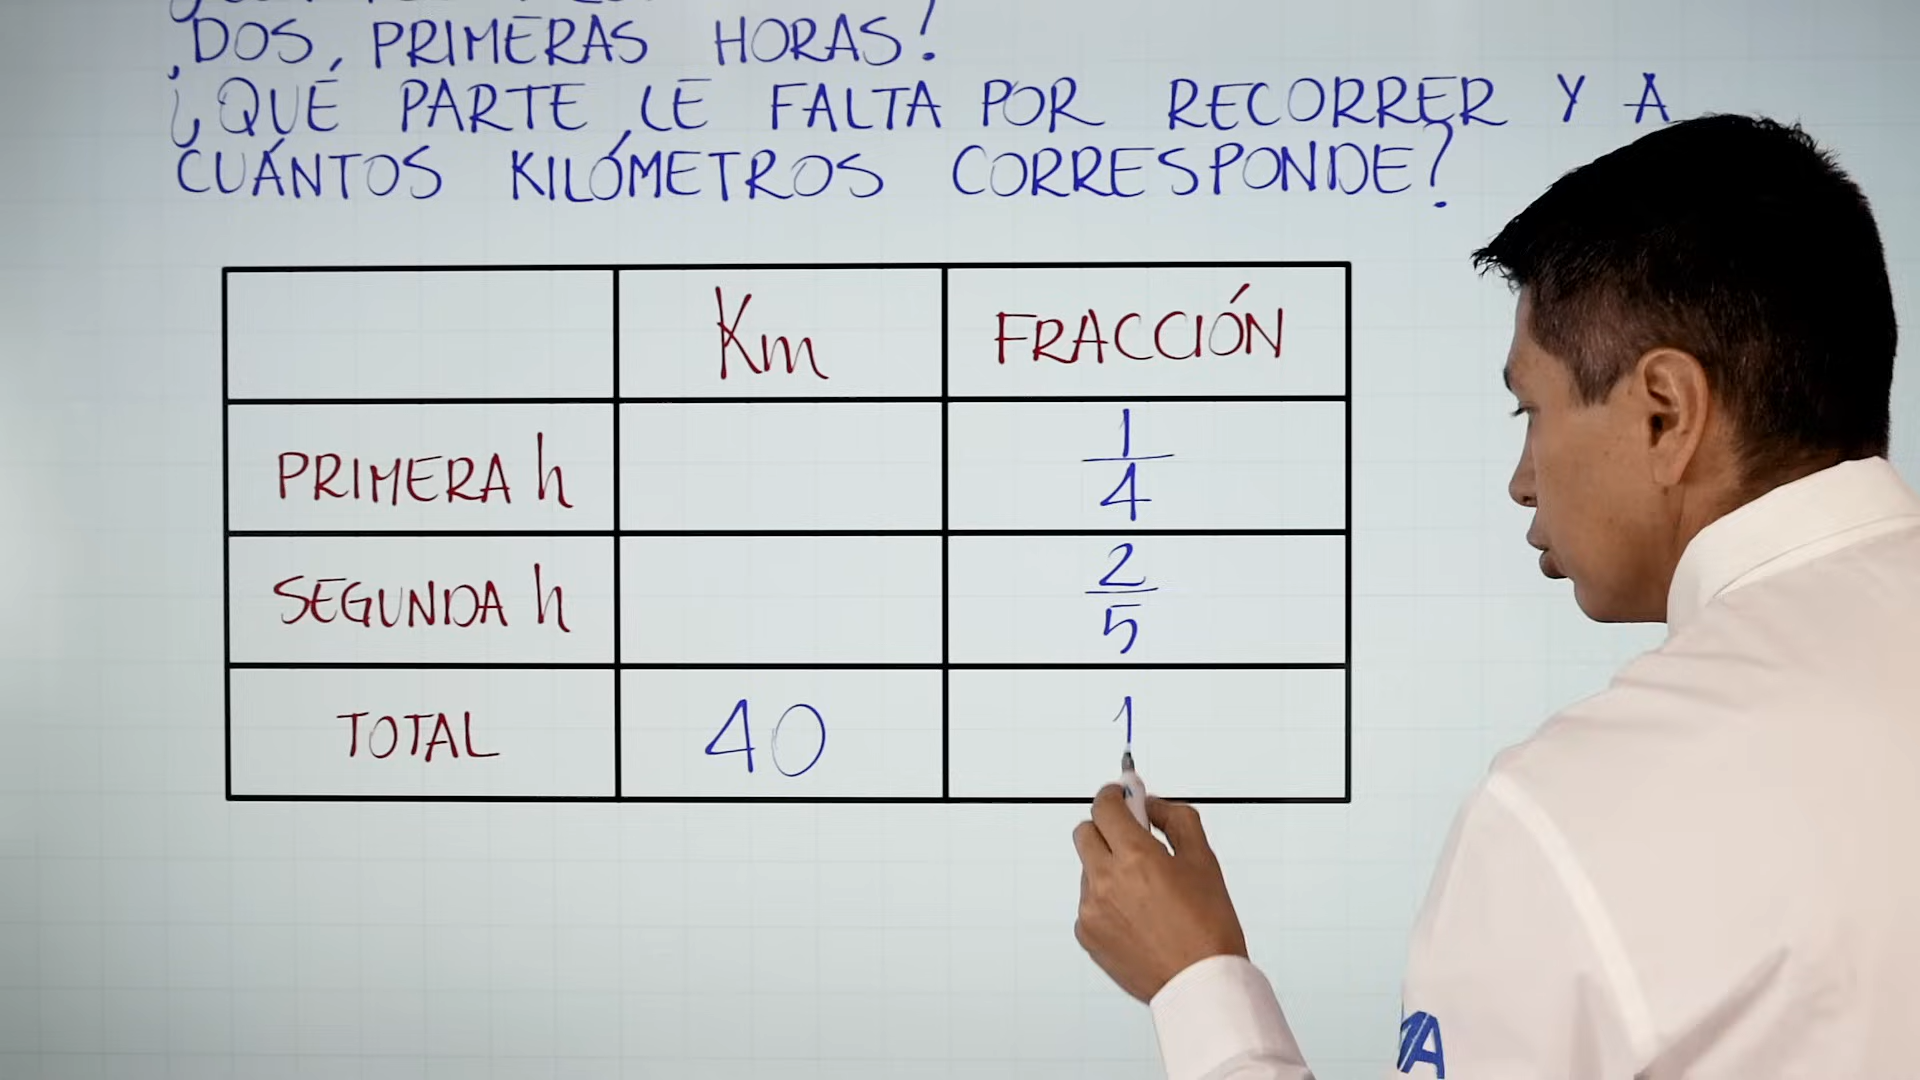 DOS PRIMERAS HORAS?
¿QUÉ PARTE LE FALTA POR RECORRER Y A
CUÁNTOS KILÓMETROS CORRESPONDE?
Km FRACCIÓN
PRIMERA h 1/4
SEGUNDA h 2/5
TOTAL 40 1